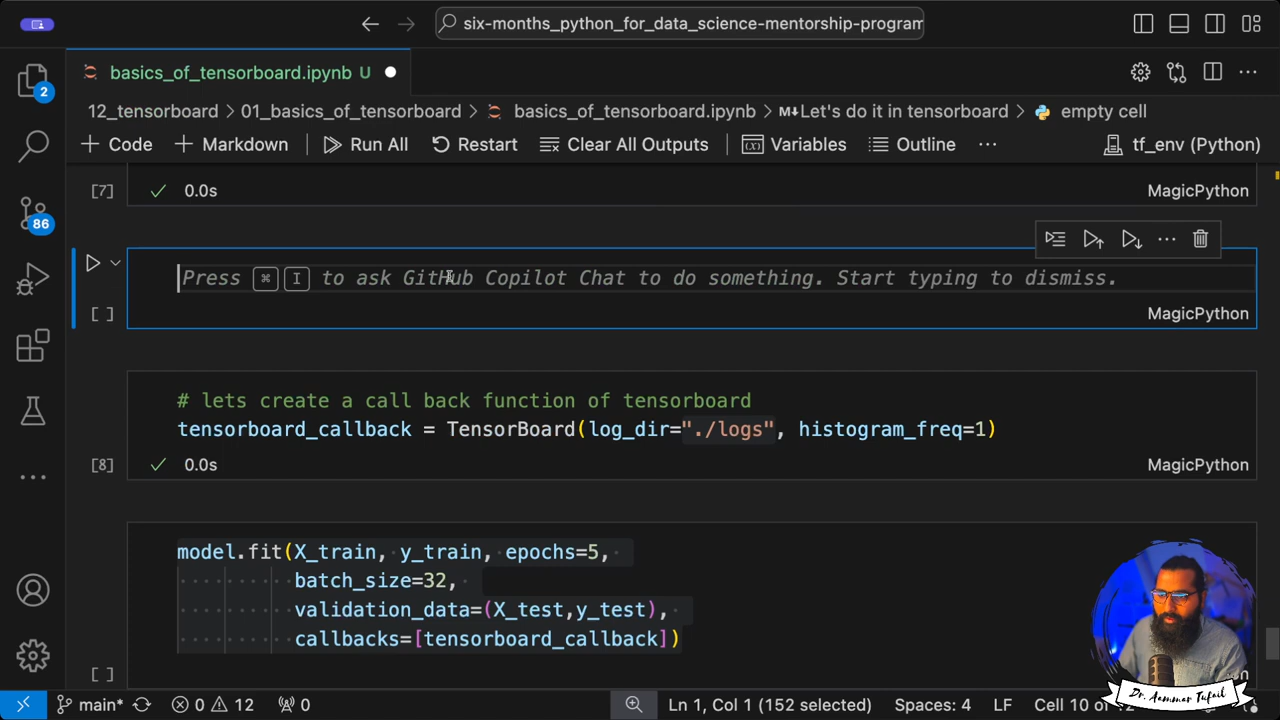 six-months_python_for_data_science-mentorship-program
basics_of_tensorboard.ipynb U
2
12_tensorboard > 01_basics_of_tensorboard > basics_of_tensorboard.ipynb > M↓Let's do it in tensorboard > empty cell
+ Code + Markdown Run All Restart Clear All Outputs Variables Outline ··· tf_env (Python)
[7] ✓ 0.0s MagicPython
86
Press ⌘ I to ask GitHub Copilot Chat to do something. Start typing to dismiss.
[ ] MagicPython
# lets create a call back function of tensorboard
tensorboard_callback = TensorBoard(log_dir="./logs", histogram_freq=1)
[8] ✓ 0.0s MagicPython
model.fit(X_train, y_train, epochs=5,
batch_size=32,
validation_data=(X_test,y_test),
callbacks=[tensorboard_callback])
[ ]
Dr. Aammar Tufail
main* 0 12 0 Ln 1, Col 1 (152 selected) Spaces: 4 LF Cell 10 of